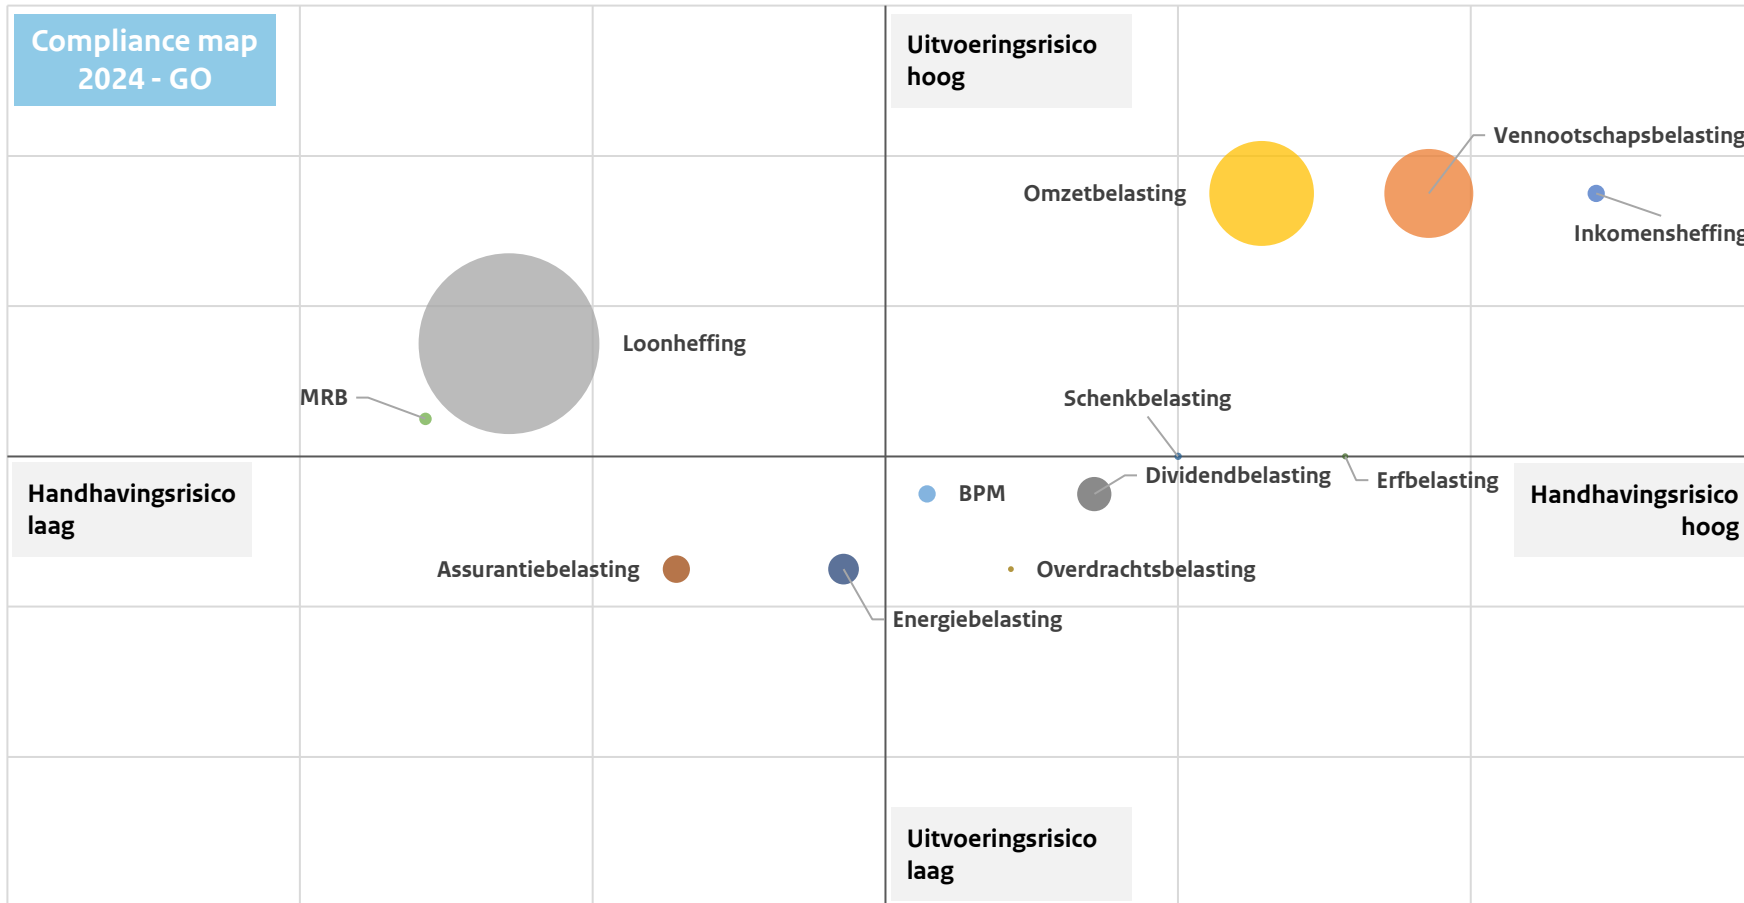 Compliance map
2024 - GO
Uitvoeringsrisico
hoog
Vennootschapsbelasting
Omzetbelasting
Inkomensheffing
Loonheffing
MRB
Schenkbelasting
Dividendbelasting
Erfbelasting
Handhavingsrisico
laag
BPM
Handhavingsrisico
hoog
Assurantiebelasting
Overdrachtsbelasting
Energiebelasting
Uitvoeringsrisico
laag